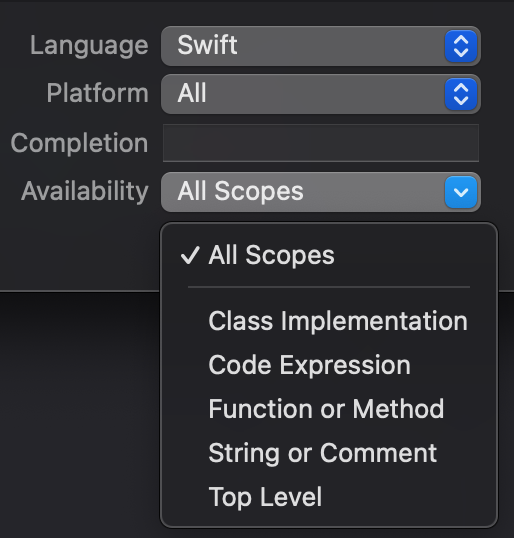 Language Swift
Platform All
Completion
Availability All Scopes
All Scopes
Class Implementation
Code Expression
Function or Method
String or Comment
Top Level